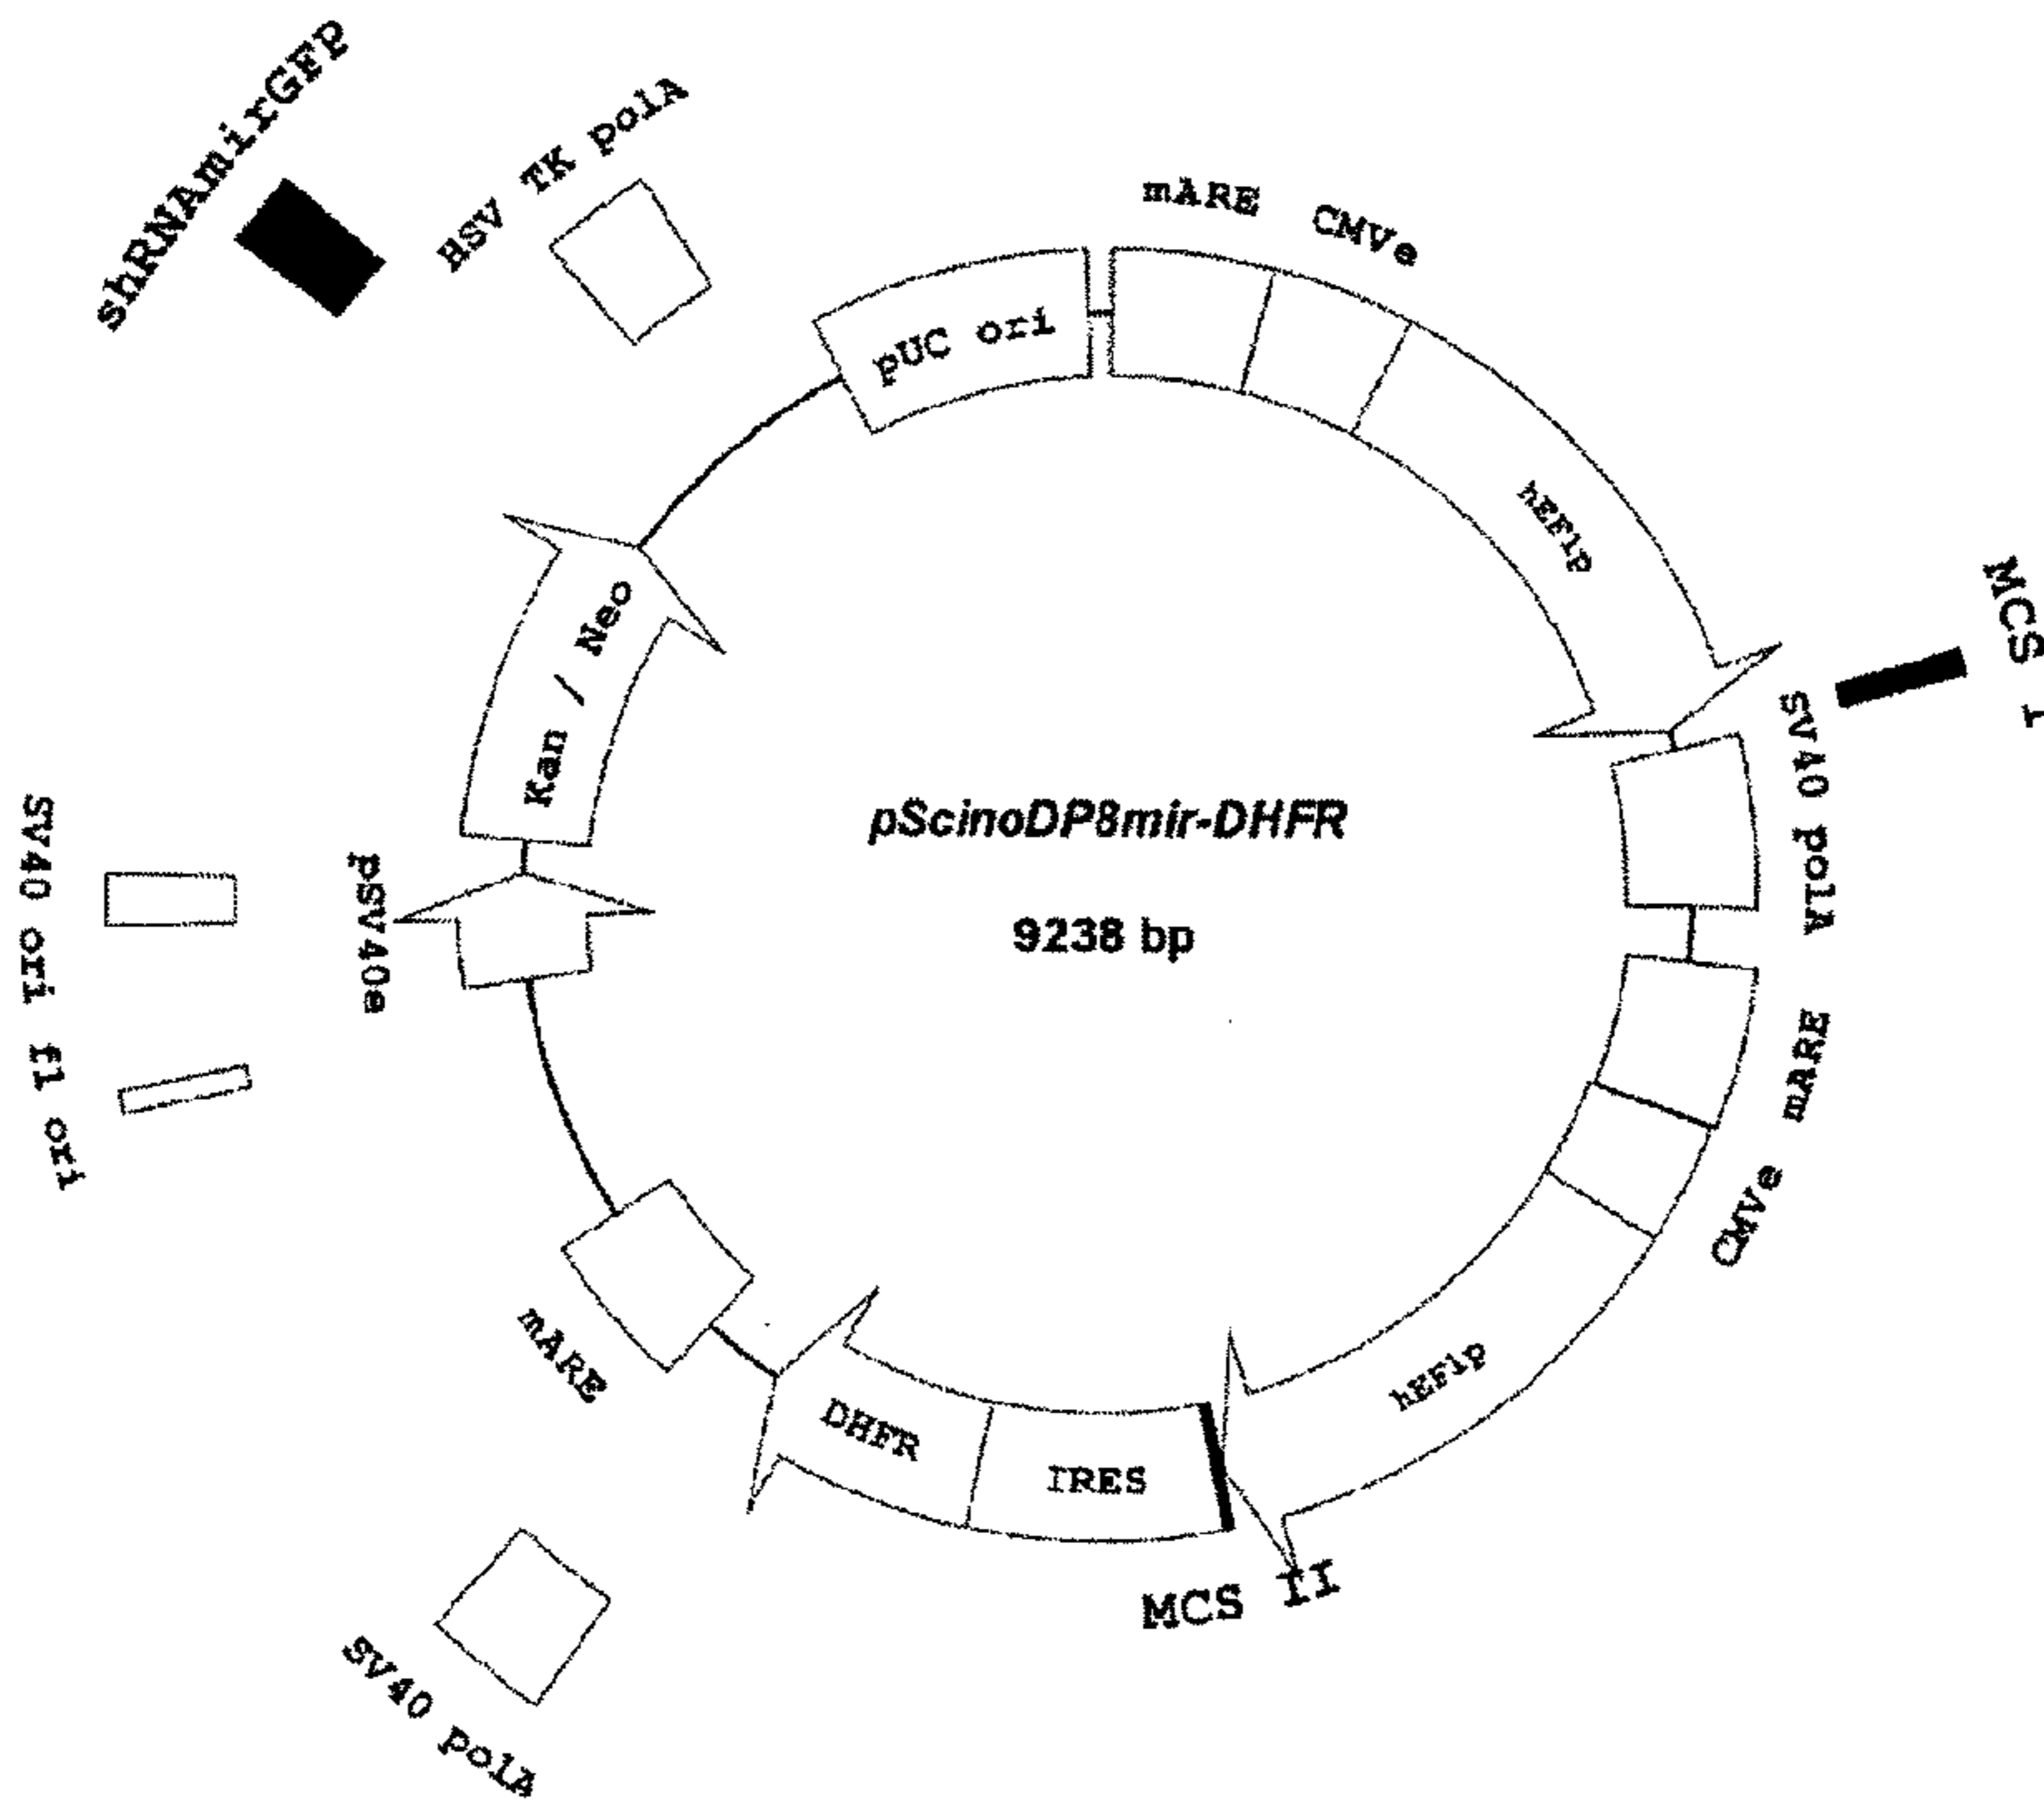 shRNAmirGFP
HSV TK polA
mARE
CMVe
pUC ori
hEF1p
MCS I
SV40 polA
Kan / Neo
pScinoDP8mir-DHFR
9238 bp
SV40 ori
pSV40e
f1 ori
mARE
CMVe
mARE
hEF1p
DHFR
IRES
MCS II
SV40 polA